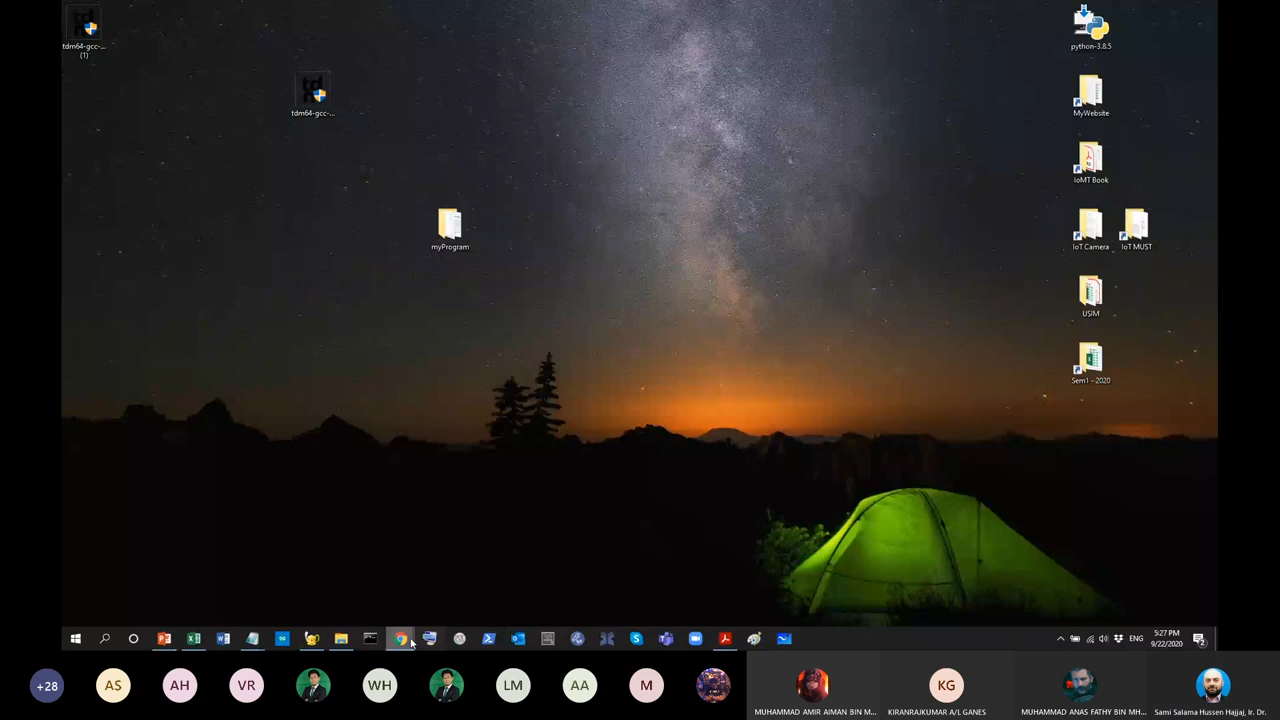 tdm64-gcc-...
(1)
tdm64-gcc-...
myProgram
python-3.8.5
MyWebsite
IoMT Book
IoT Camera
IoT MUST
USIM
Sem1 - 2020
ENG
5:27 PM
9/22/2020
2
+28
AS
AH
VR
WH
LM
AA
M
KG
MUHAMMAD AMIR AIMAN BIN M...
KIRANRAJKUMAR A/L GANES
MUHAMMAD ANAS FATHY BIN MH...
Sami Salama Hussen Hajjaj, Ir. Dr.